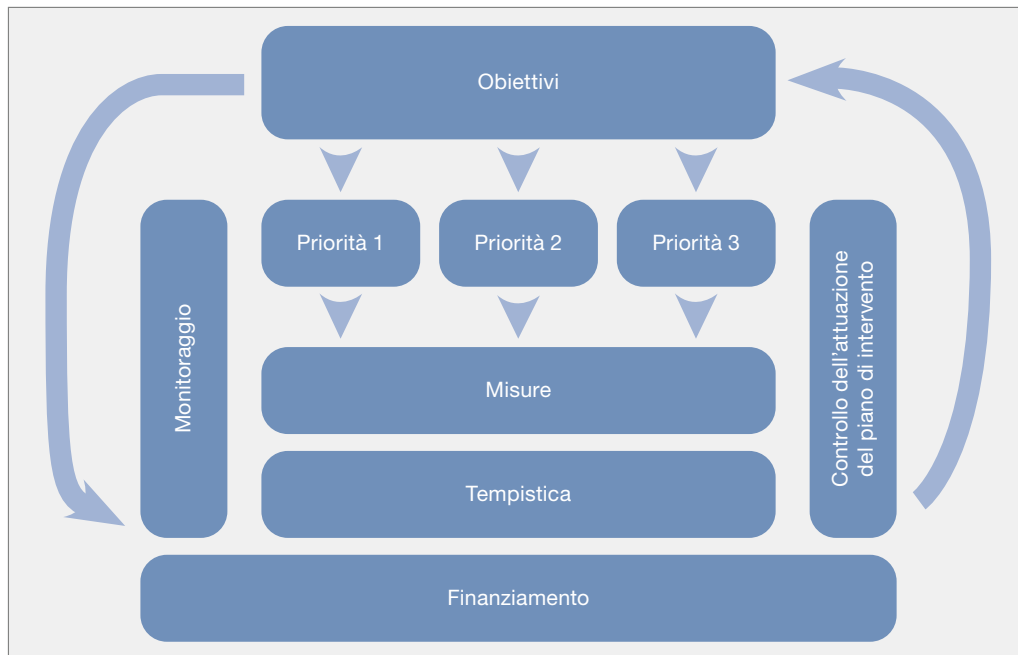 Obiettivi
Priorità 1
Priorità 2
Priorità 3
Monitoraggio
Misure
Tempistica
Controllo dell'attuazione
del piano di intervento
Finanziamento